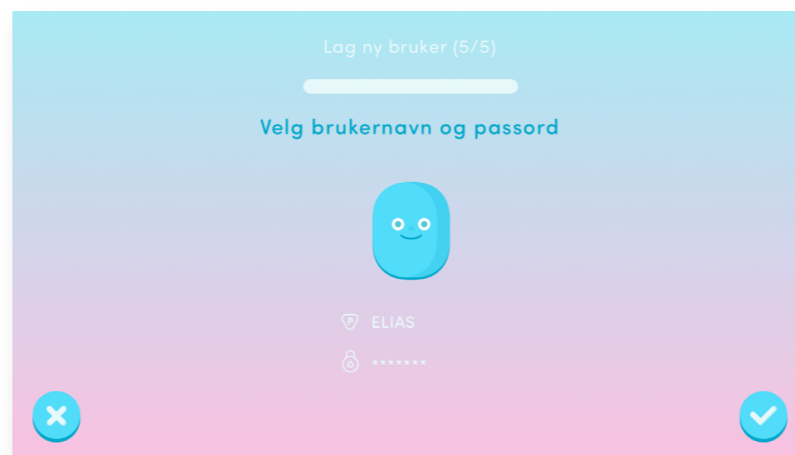 Lag ny bruker (5/5)
Velg brukernavn og passord
ELIAS
*******